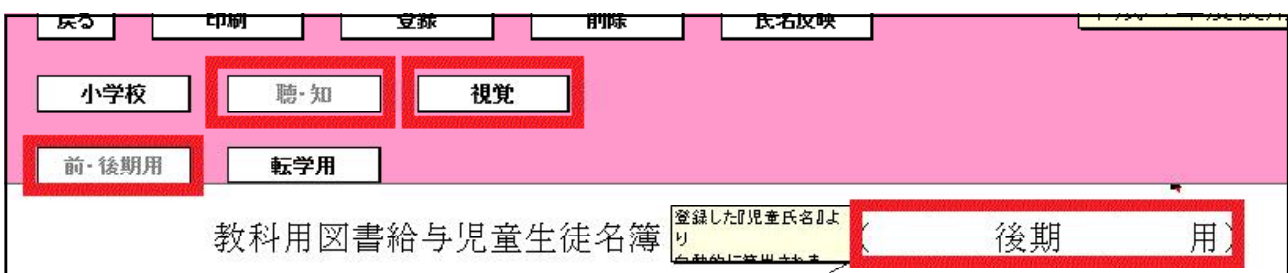 戻る 印刷 登録 削除 氏名反映
小学校 聴・知 視覚
前・後期用 転学用
教科用図書給与児童生徒名簿 登録した『児童氏名』よ ( 後期 用)
り